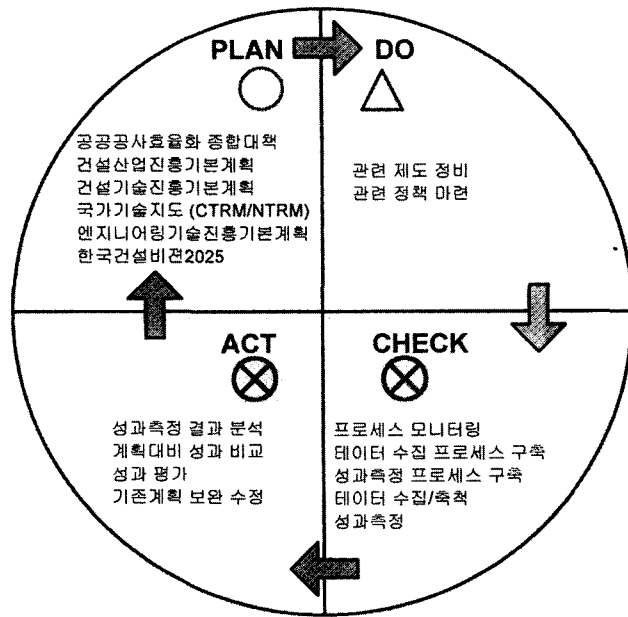 PLAN
공공공사효율화 종합대책
건설산업진흥기본계획
건설기술진흥기본계획
국가기술지도 (CTRM/NTRM)
엔지니어링기술진흥기본계획
한국건설비젼2025
DO
관련 제도 정비
관련 정책 마련
ACT
성과측정 결과 분석
계획대비 성과 비교
성과 평가
기존계획 보완 수정
CHECK
프로세스 모니터링
테이터 수집 프로세스 구축
성과측정 프로세스 구축
테이터 수집/축척
성과측정